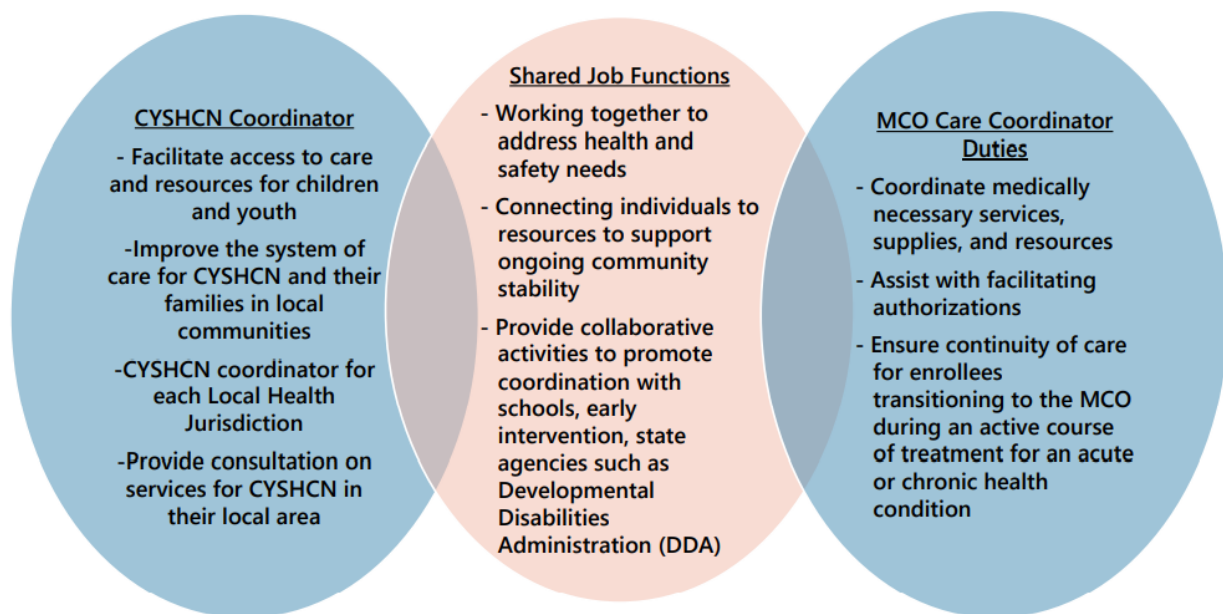 CYSHCN Coordinator
- Facilitate access to care
and resources for children
and youth
-Improve the system of
care for CYSHCN and their
families in local
communities
-CYSHCN coordinator for
each Local Health
Jurisdiction
-Provide consultation on
services for CYSHCN in
their local area
Shared Job Functions
- Working together to
address health and
safety needs
- Connecting individuals to
resources to support
ongoing community
stability
- Provide collaborative
activities to promote
coordination with
schools, early
intervention, state
agencies such as
Developmental
Disabilities
Administration (DDA)
MCO Care Coordinator
Duties
- Coordinate medically
necessary services,
supplies, and resources
- Assist with facilitating
authorizations
- Ensure continuity of care
for enrollees
transitioning to the MCO
during an active course
of treatment for an acute
or chronic health
condition